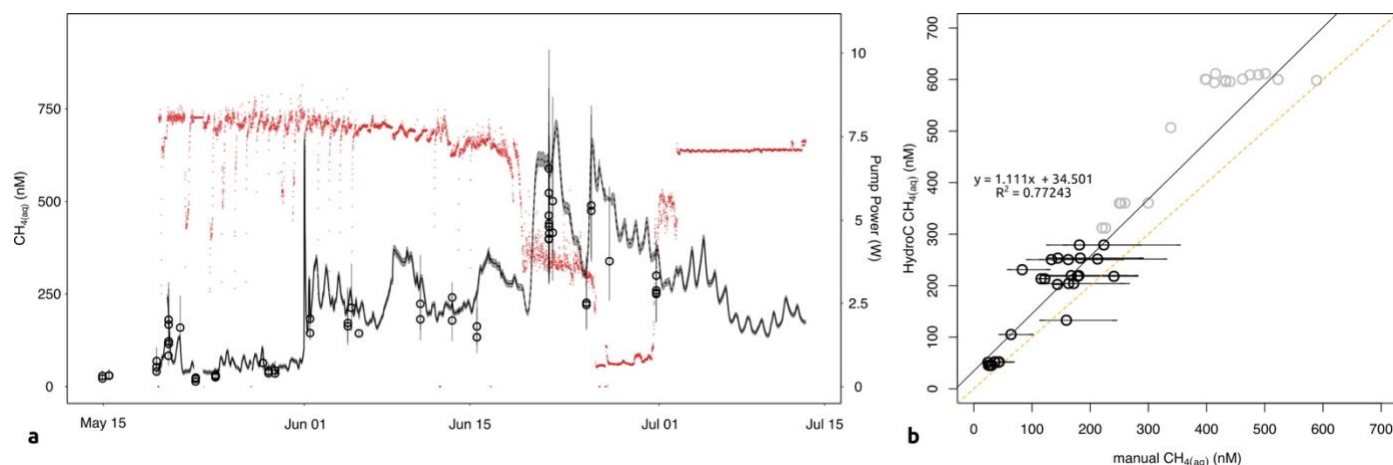 750
500
250
0
CH4(aq) (nM)
10
7.5
5
2.5
0
Pump Power (W)
May 15 Jun 01 Jun 15 Jul 01 Jul 15
a
700
600
500
400
300
200
100
0
HydroC CH4(aq) (nM)
y = 1.111x + 34.501
R² = 0.77243
0 100 200 300 400 500 600 700
manual CH4(aq) (nM)
b